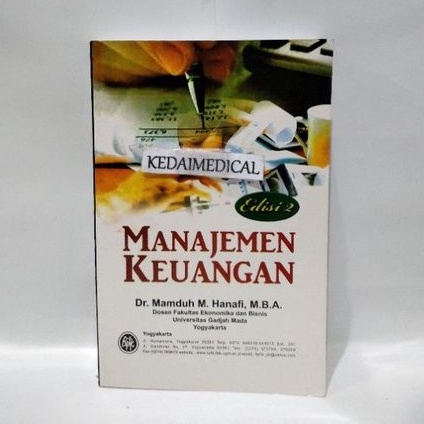 KEDAIMEDICAL
Edisi 2
MANAJEMEN
KEUANGAN
Dr. Mamduh M. Hanafi, M.B.A.
Dosen Fakultas Ekonomika dan Bisnis
Universitas Gadjah Mada
Yogyakarta
Yogyakarta